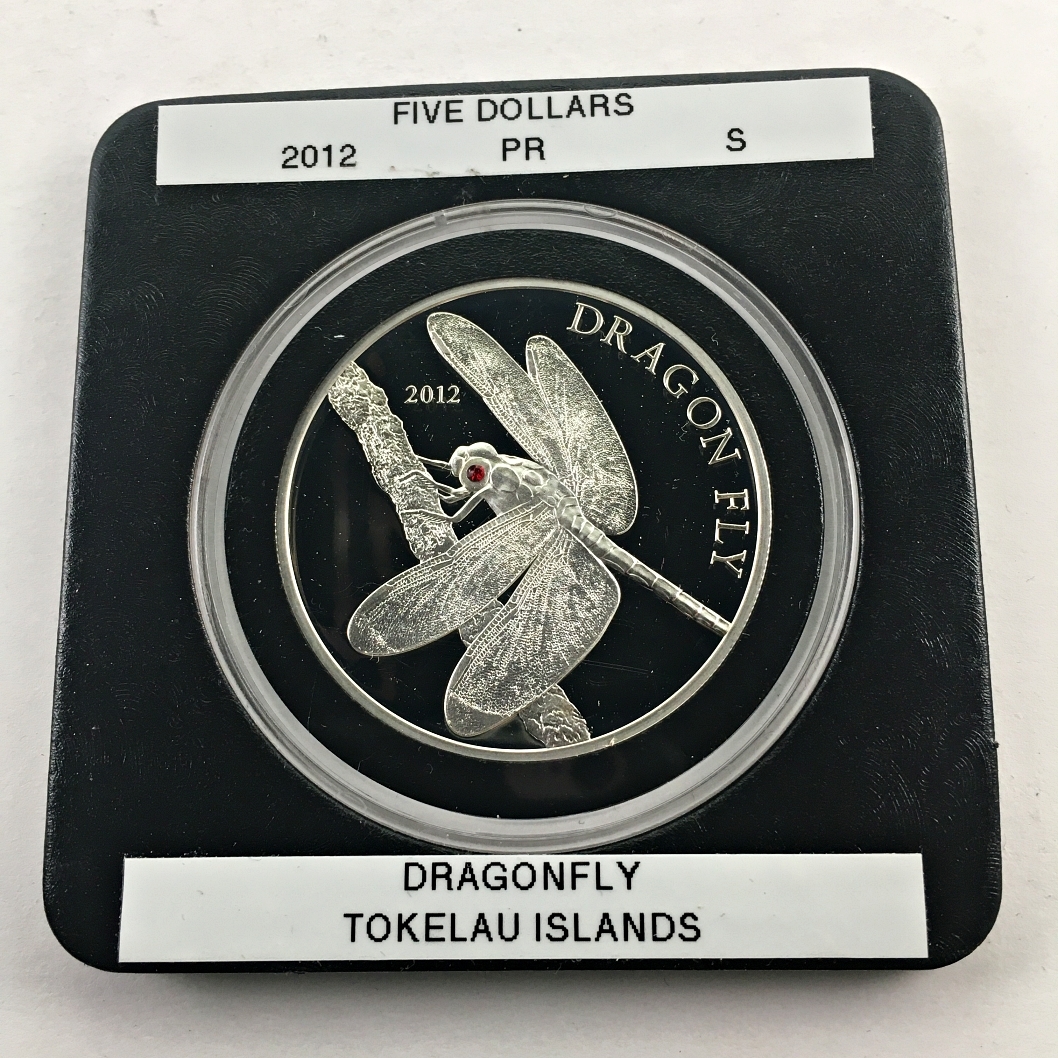 FIVE DOLLARS
2012 PR S
DRAGON FLY
2012
DRAGONFLY
TOKELAU ISLANDS